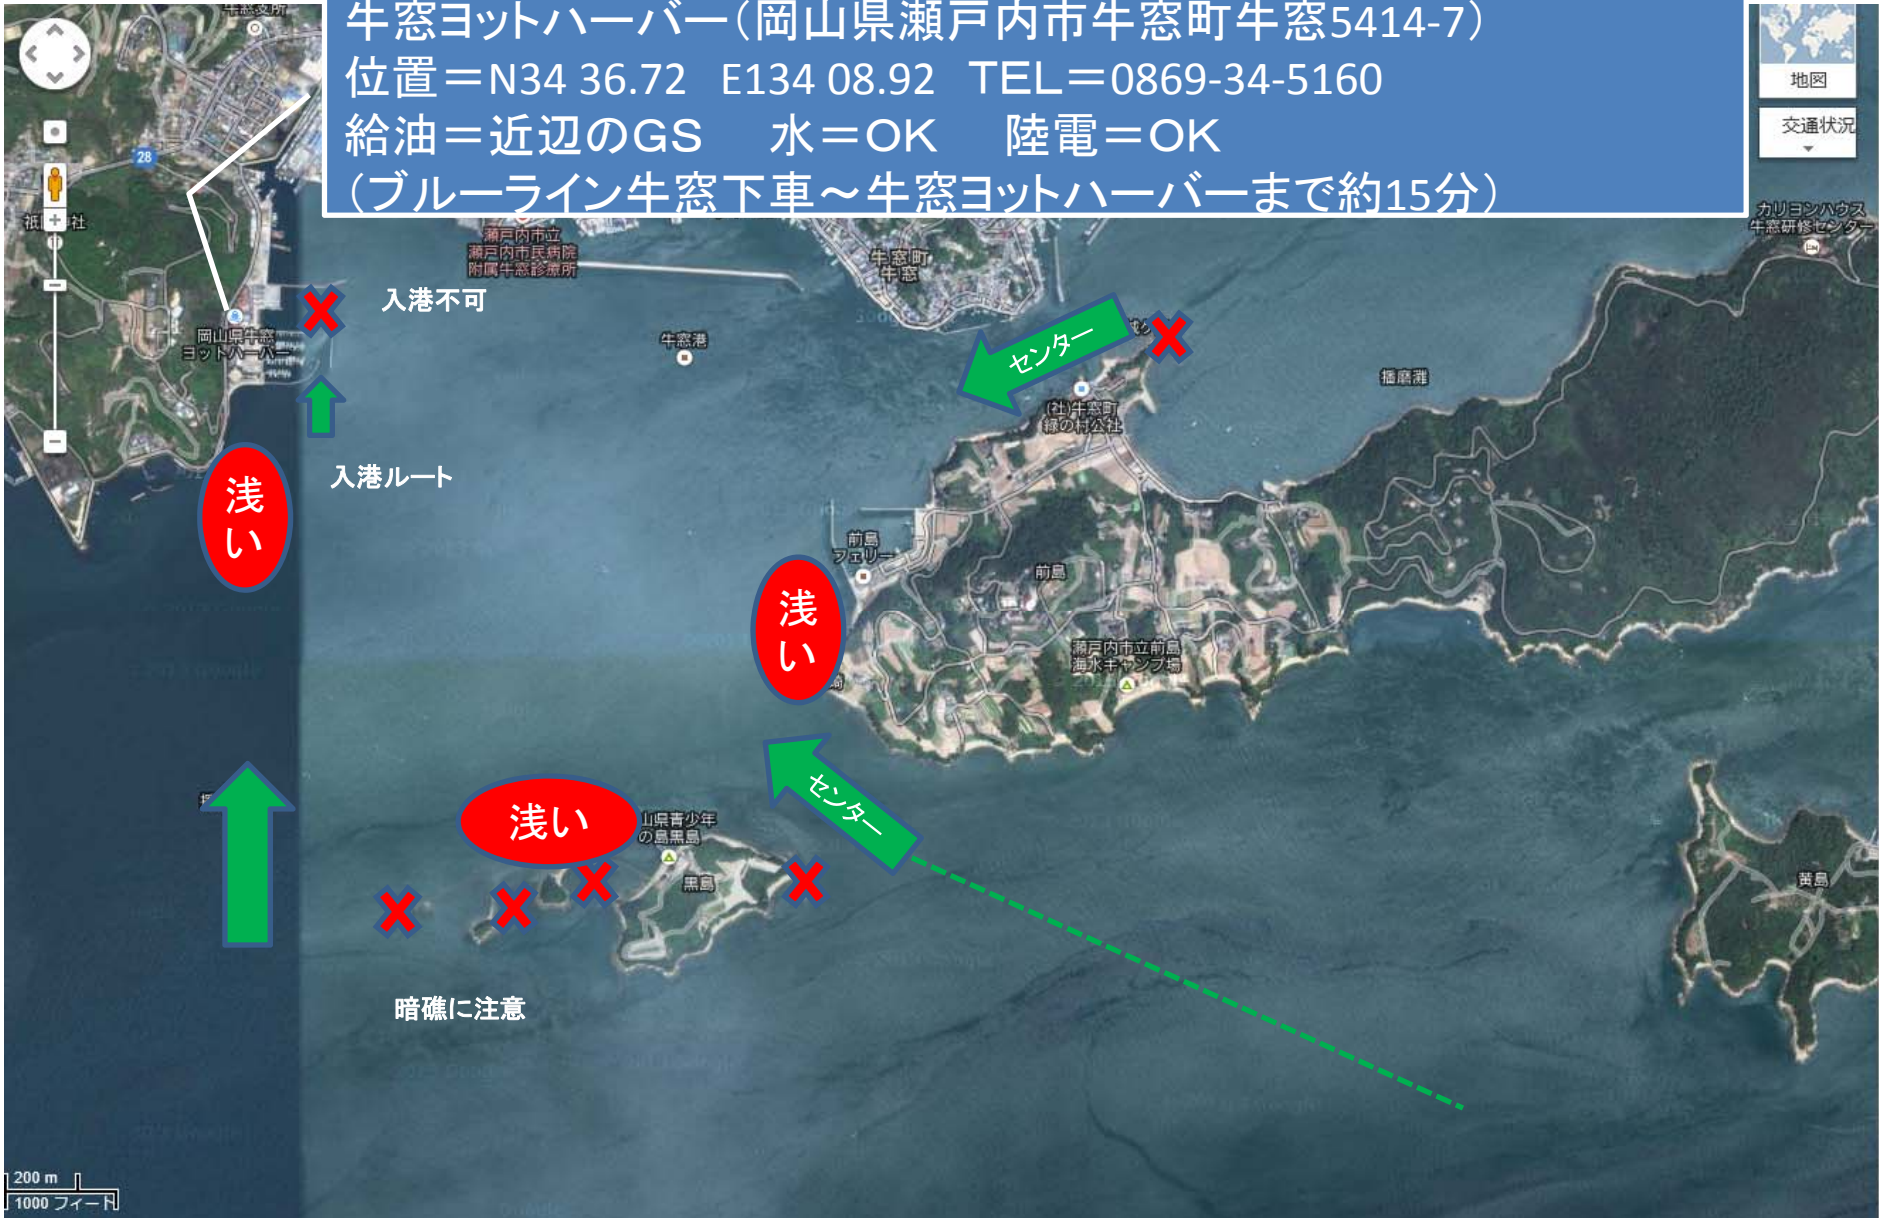 牛窓ヨットハーバー（岡山県瀬戸内市牛窓町牛窓5414-7）
位置＝N34 36.72　E134 08.92　TEL＝0869-34-5160
給油＝近辺のGS　水＝OK　陸電＝OK
（ブルーライン牛窓下車～牛窓ヨットハーバーまで約15分）
地図
交通状況
28
カリヨンハウス
牛窓研修センター
瀬戸内市立
瀬戸内市民病院
附属牛窓診療所
牛窓町
牛窓
入港不可
岡山県牛窓
ヨットハーバー
牛窓港
センター
播磨灘
(社)牛窓町
緑の村公社
入港ルート
浅
い
前島
フェリー
前島
浅
い
瀬戸内市立前島
海水キャンプ場
センター
浅い
山県青少年
の島黒島
黒島
黄島
暗礁に注意
200 m
1000 フィート